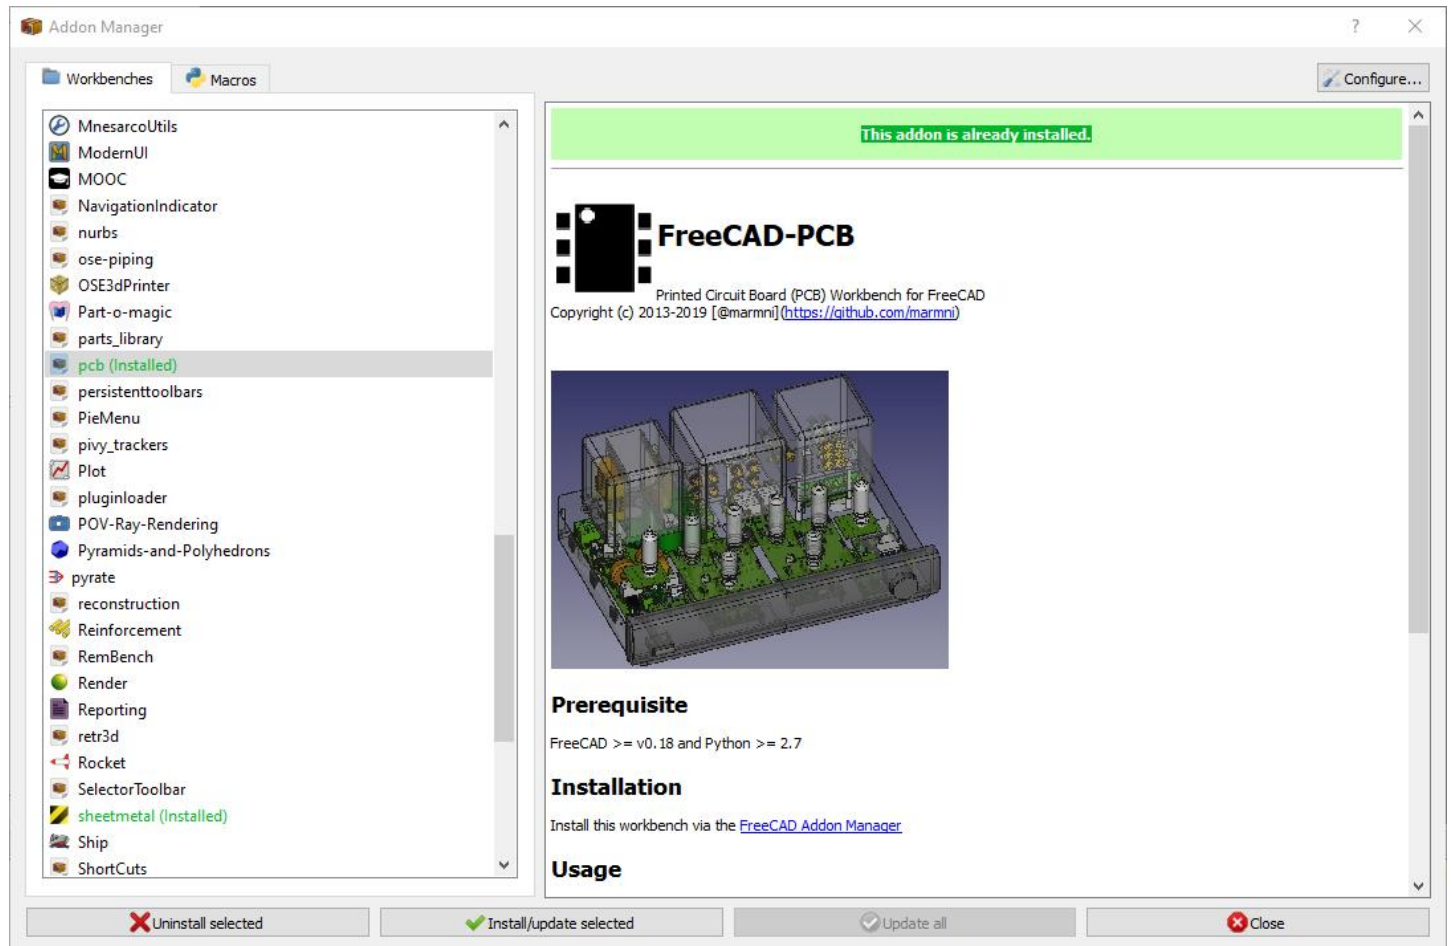 Addon Manager
?
Workbenches
Macros
Configure...
MnesarcoUtils
ModernUI
MOOC
NavigationIndicator
nurbs
ose-piping
OSE3dPrinter
Part-o-magic
parts_library
pcb (Installed)
persistenttoolbars
PieMenu
pivy_trackers
Plot
pluginloader
POV-Ray-Rendering
Pyramids-and-Polyhedrons
pyrate
reconstruction
Reinforcement
RemBench
Render
Reporting
retr3d
Rocket
SelectorToolbar
sheetmetal (Installed)
Ship
ShortCuts
This addon is already installed.
FreeCAD-PCB
Printed Circuit Board (PCB) Workbench for FreeCAD
Copyright (c) 2013-2019 [@marmni](https://github.com/marmni)
Prerequisite
FreeCAD >= v0.18 and Python >= 2.7
Installation
Install this workbench via the FreeCAD Addon Manager
Usage
Uninstall selected
Install/update selected
Update all
Close